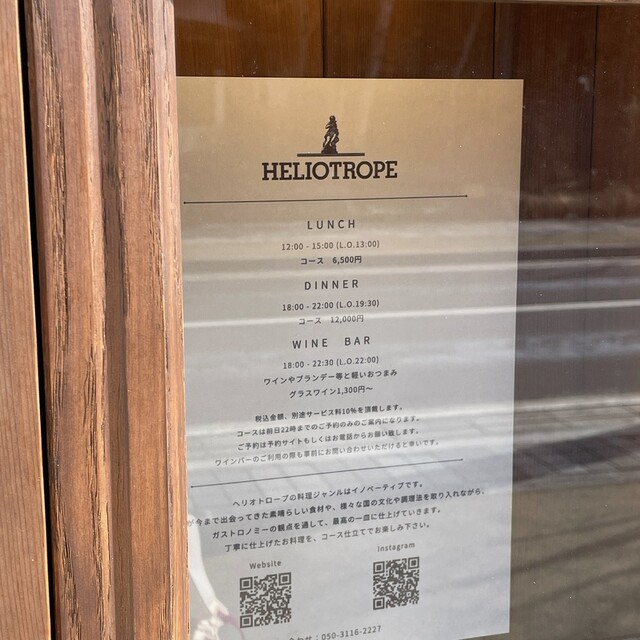 HELIOTROPE
LUNCH
12:00 - 15:00 (L.O.13:00)
コース 6,500円
DINNER
18:00 - 22:00 (L.O.19:30)
コース 12,000円
WINE BAR
18:00 - 22:30 (L.O.22:00)
ワインやブランデー等と軽いおつまみ
グラスワイン1,300円〜
税込金額、別途サービス料10%を頂戴します。
コースは前日22時までのご予約のみのご案内になります。
ご予約は予約サイトもしくはお電話からお願い致します。
ワインバーのご利用の際も事前にお問い合わせいただけると幸いです。
ヘリオトロープの料理ジャンルはイノベーティブです。
が今まで出会ってきた素晴らしい食材や、様々な国の文化や調理法を取り入れながら、
ガストロノミーの観点を通して、最高の一皿に仕上げていきます。
丁寧に仕上げたお料理を、コース仕立てでお楽しみ下さい。
Website
Instagram
わせ：050-3116-2227